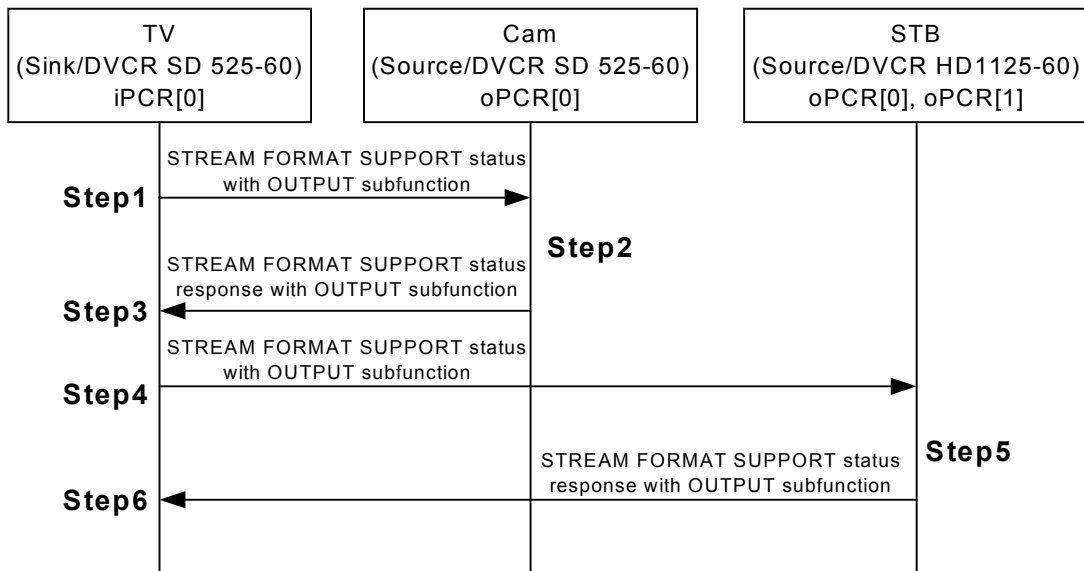 TV
(Sink/DVCR SD 525-60)
iPCR[0]
Cam
(Source/DVCR SD 525-60)
oPCR[0]
STB
(Source/DVCR HD1125-60)
oPCR[0], oPCR[1]
STREAM FORMAT SUPPORT status
with OUTPUT subfunction
Step1
Step2
STREAM FORMAT SUPPORT status
response with OUTPUT subfunction
Step3
STREAM FORMAT SUPPORT status
with OUTPUT subfunction
Step4
Step5
STREAM FORMAT SUPPORT status
response with OUTPUT subfunction
Step6